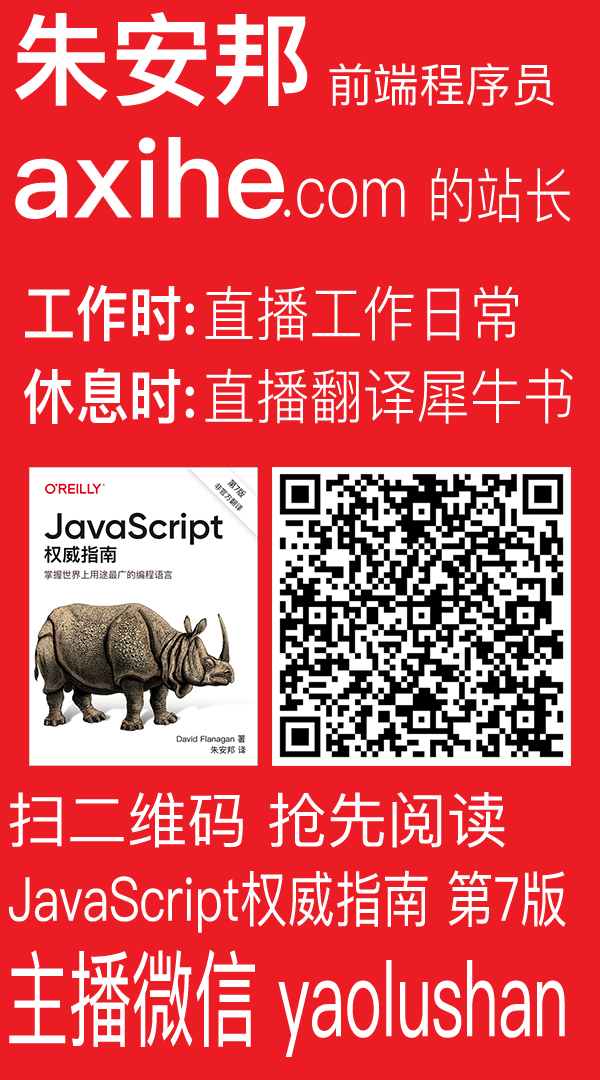 朱安邦 前端程序员
axihe.com 的站长
工作时:直播工作日常
休息时:直播翻译犀牛书
O'REILLY®
第7版
非官方翻译
JavaScript
权威指南
掌握世界上用途最广的编程语言
David Flanagan 著
朱安邦 译
扫二维码 抢先阅读
JavaScript权威指南 第7版
主播微信 yaolushan